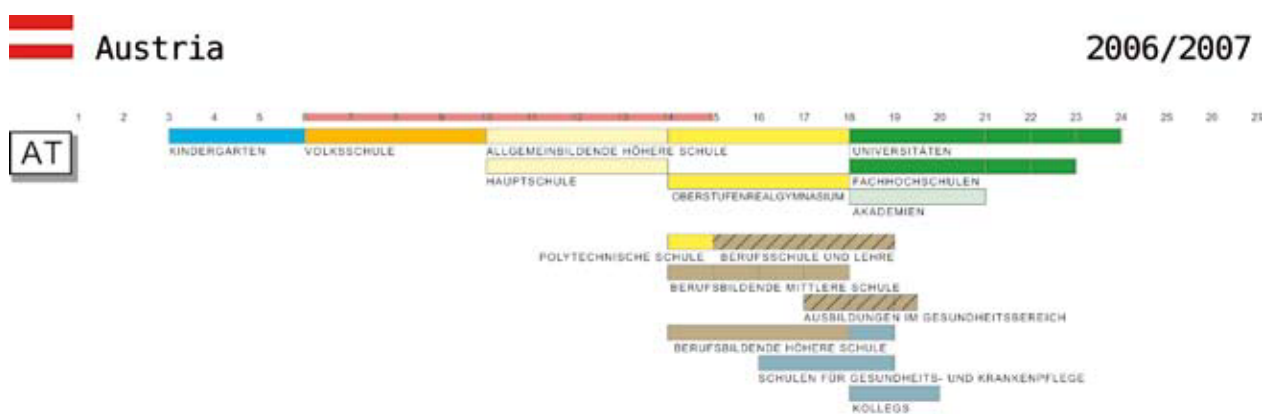 Austria 2006/2007
1 2 3 4 5 6 7 8 9 10 11 12 13 14 15 16 17 18 19 20 21 22 23 24 25 26 27
AT
KINDERGARTEN VOLKSSCHULE ALLGEMEINBILDENDE HÖHERE SCHULE UNIVERSITÄTEN
HAUPTSCHULE FACHHOCHSCHULEN
OBERSTUFENREALGYMNASIUM
AKADEMIEN
POLYTECHNISCHE SCHULE BERUFSSCHULE UND LEHRE
BERUFSBILDENDE MITTLERE SCHULE
AUSBILDUNGEN IM GESUNDHEITSBEREICH
BERUFSBILDENDE HÖHERE SCHULE
SCHULEN FÜR GESUNDHEITS- UND KRANKENPFLEGE
KOLLEGS